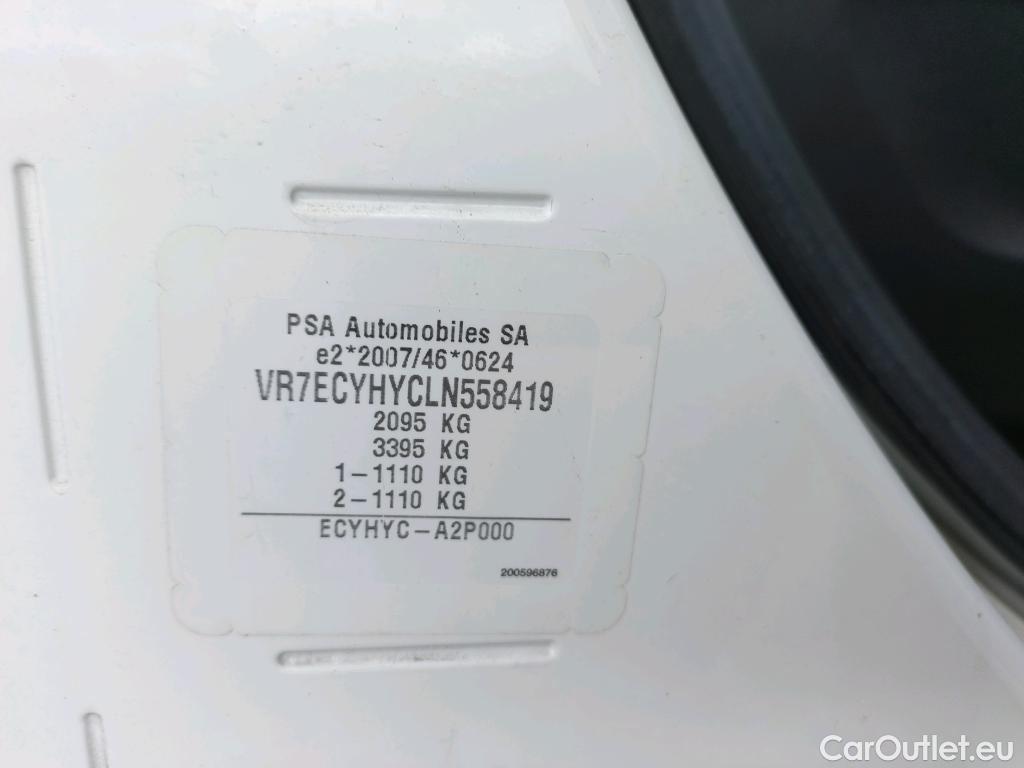 PSA Automobiles SA
e2*2007/46*0624
VR7ECYHYCLN558419
2095 KG
3395 KG
1-1110 KG
2-1110 KG
ECYHYC-A2P000
200596876
CarOutlet.eu